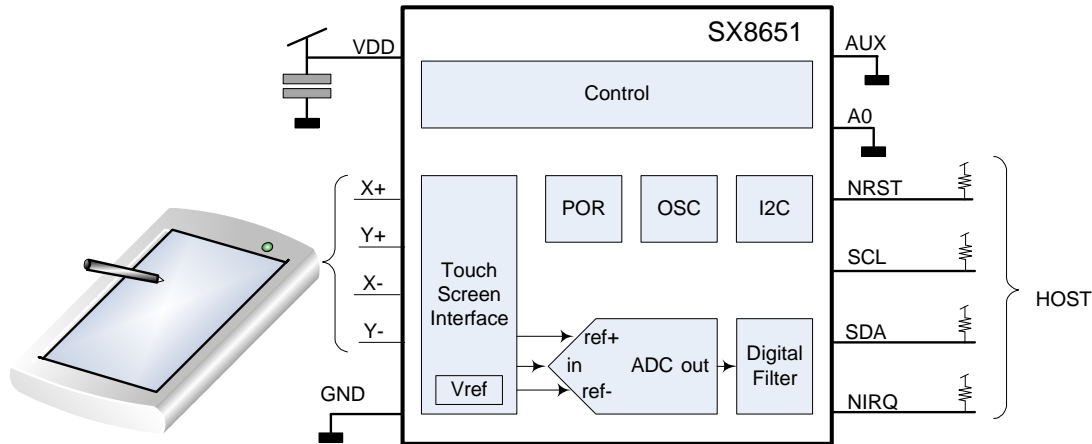 SX8651
VDD
AUX
Control
A0
X+
NRST
POR
OSC
I2C
Y+
SCL
Touch
Screen
Interface
X-
HOST
Y-
ref+
SDA
in
ADC out
Digital
Filter
Vref
ref-
GND
NIRQ